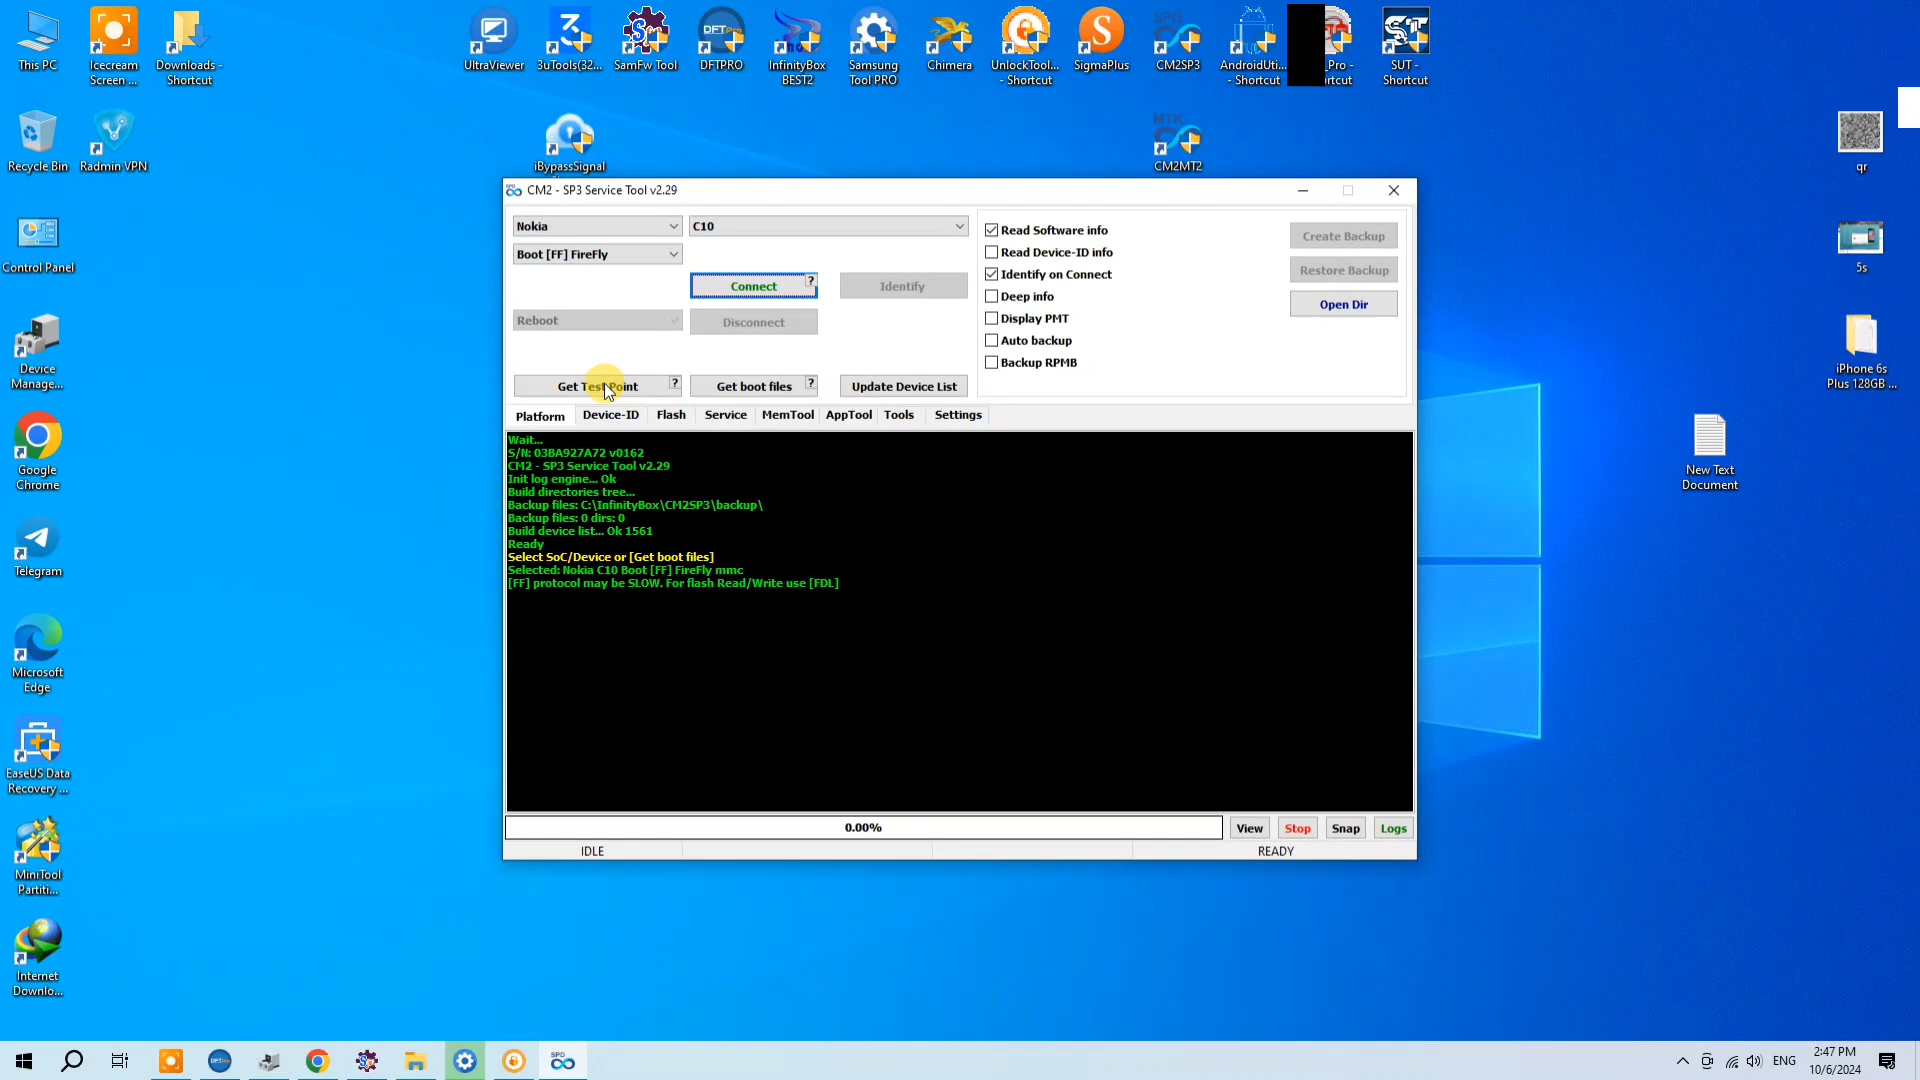 This PC
Icecream
Screen ...
Downloads -
Shortcut
UltraViewer
3uTools(32...
SamFw Tool
DFTPRO
InfinityBox
BEST2
Samsung
Tool PRO
Chimera
UnlockTool...
- Shortcut
SigmaPlus
CM2SP3
AndroidUti...
- Shortcut
_Pro -
ortcut
SUT -
Shortcut
Recycle Bin
Radmin VPN
iBypassSignal
MTK
CM2MT2
qr
Control Panel
5s
Device
Manage...
iPhone 6s
Plus 128GB ...
Google
Chrome
New Text
Document
Telegram
Microsoft
Edge
EaseUS Data
Recovery ...
MiniTool
Partiti...
Internet
Downlo...
CM2 - SP3 Service Tool v2.29
Nokia
C10
Boot [FF] FireFly
Connect
?
Identify
Reboot
Disconnect
Get Test Point
?
Get boot files
?
Update Device List
Read Software info
Read Device-ID info
Identify on Connect
Deep info
Display PMT
Auto backup
Backup RPMB
Create Backup
Restore Backup
Open Dir
Platform
Device-ID
Flash
Service
MemTool
AppTool
Tools
Settings
Wait...
S/N: 03BA927A72 v0162
CM2 - SP3 Service Tool v2.29
Init log engine... Ok
Build directories tree...
Backup files: C:\InfinityBox\CM2SP3\backup\
Backup files: 0 dirs: 0
Build device list... Ok 1561
Ready
Select SoC/Device or [Get boot files]
Selected: Nokia C10 Boot [FF] FireFly mmc
[FF] protocol may be SLOW. For flash Read/Write use [FDL]
0.00%
View
Stop
Snap
Logs
IDLE
READY
ENG
2:47 PM
10/6/2024